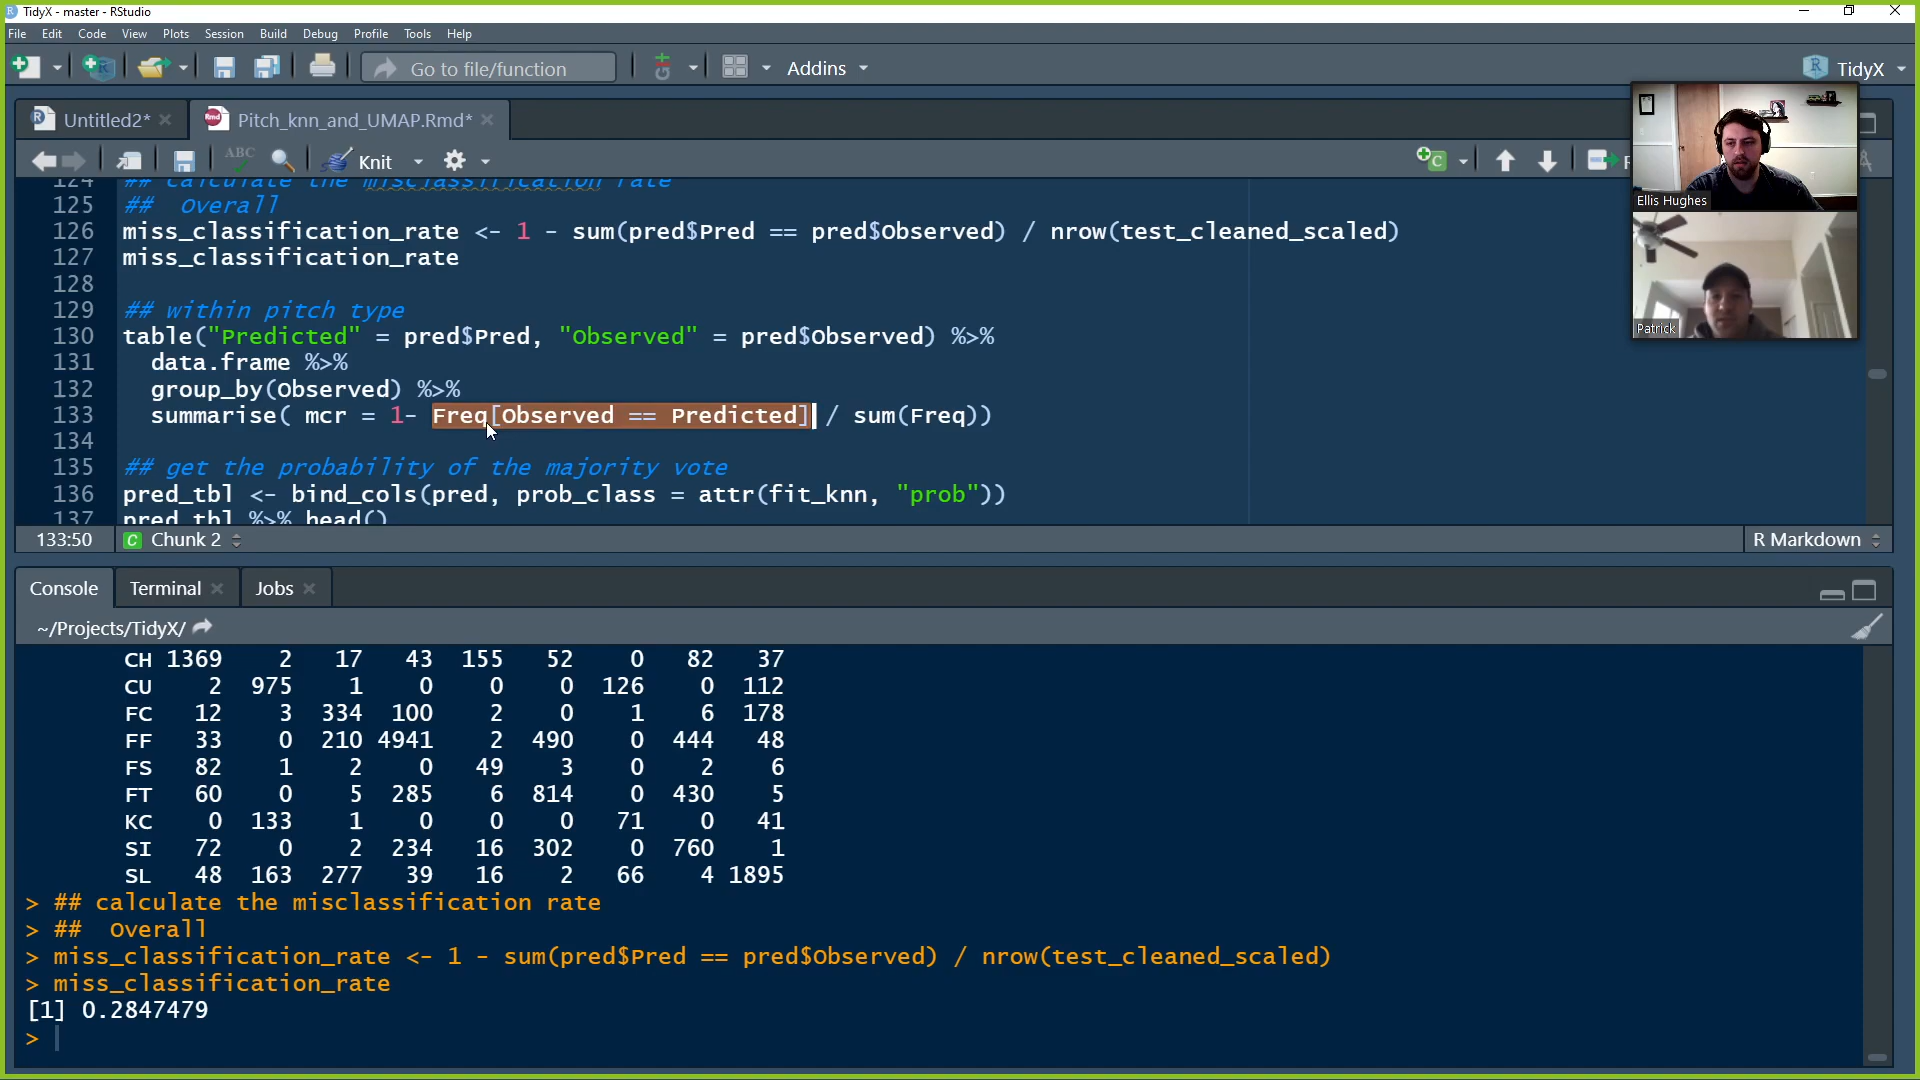 TidyX - master - RStudio
File Edit Code View Plots Session Build Debug Profile Tools Help
Go to file/function Addins TidyX
Untitled2* Pitch_knn_and_UMAP.Rmd*
ABC Knit
124 ## calculate the misclassification rate
125 ## Overall
126 miss_classification_rate <- 1 - sum(pred$Pred == pred$Observed) / nrow(test_cleaned_scaled)
127 miss_classification_rate
128
129 ## within pitch type
130 table("Predicted" = pred$Pred, "Observed" = pred$Observed) %>%
131 data.frame %>%
132 group_by(Observed) %>%
133 summarise( mcr = 1- Freq[Observed == Predicted] / sum(Freq))
134
135 ## get the probability of the majority vote
136 pred_tbl <- bind_cols(pred, prob_class = attr(fit_knn, "prob"))
137 pred_tbl %>% head()
Ellis Hughes
Patrick
133:50 C Chunk 2 R Markdown
Console Terminal Jobs
~/Projects/TidyX/
CH 1369 2 17 43 155 52 0 82 37
CU 2 975 1 0 0 0 126 0 112
FC 12 3 334 100 2 0 1 6 178
FF 33 0 210 4941 2 490 0 444 48
FS 82 1 2 0 49 3 0 2 6
FT 60 0 5 285 6 814 0 430 5
KC 0 133 1 0 0 0 71 0 41
SI 72 0 2 234 16 302 0 760 1
SL 48 163 277 39 16 2 66 4 1895
> ## calculate the misclassification rate
> ## Overall
> miss_classification_rate <- 1 - sum(pred$Pred == pred$Observed) / nrow(test_cleaned_scaled)
> miss_classification_rate
[1] 0.2847479
>